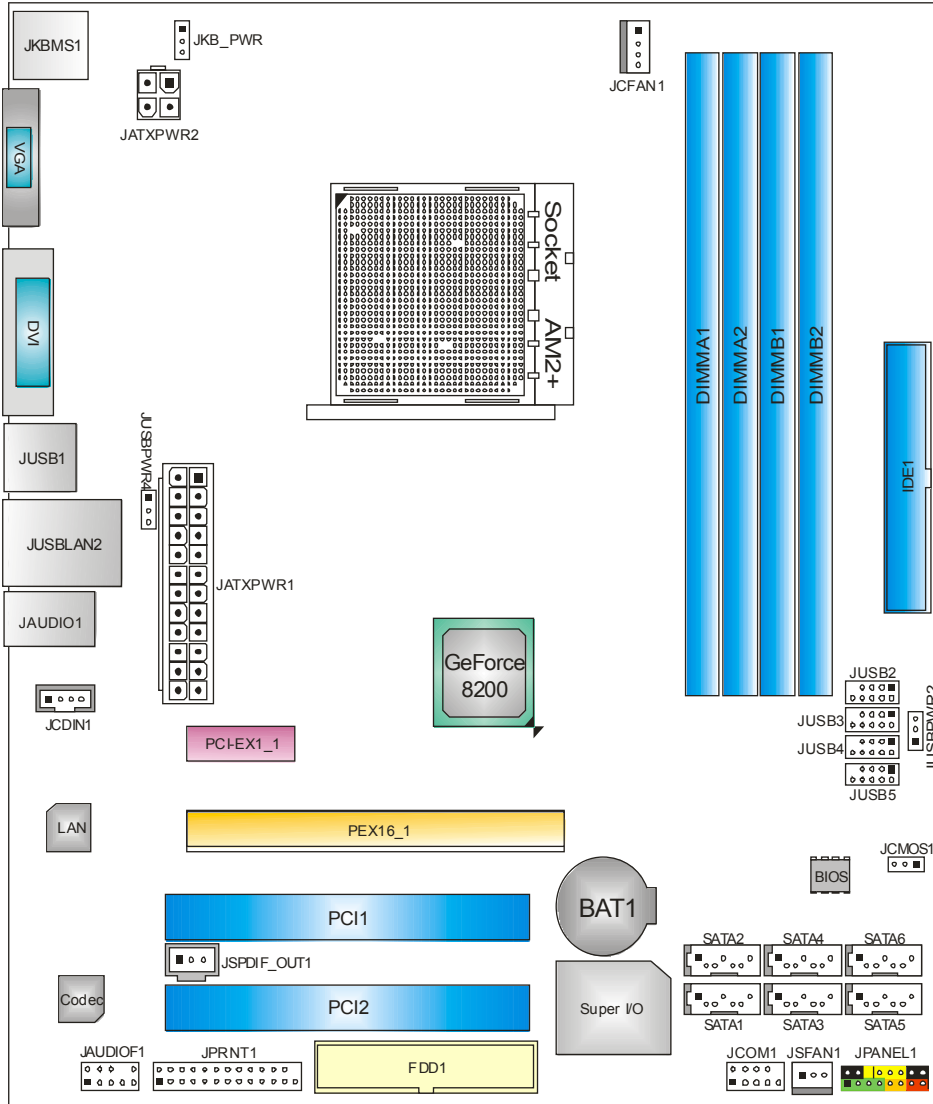 JKBMS1
JKB_PWR
JCFAN1
JATXPWR2
VGA
Socket AM2+
DVI
DIMMA1
DIMMA2
DIMMB1
DIMMB2
IDE1
JUSBPWR4
JUSB1
JUSBLAN2
JATXPWR1
JAUDIO1
GeForce
8200
JUSB2
JCDIN1
JUSB3
JUSBPWR2
PCI-EX1_1
JUSB4
JUSB5
LAN
PEX16_1
JCMOS1
BIOS
BAT1
PCI1
SATA2
SATA4
SATA6
JSPDIF_OUT1
Codec
PCI2
Super I/O
SATA1
SATA3
SATA5
JAUDIOF1
JPRNT1
FDD1
JCOM1
JSFAN1
JPANEL1